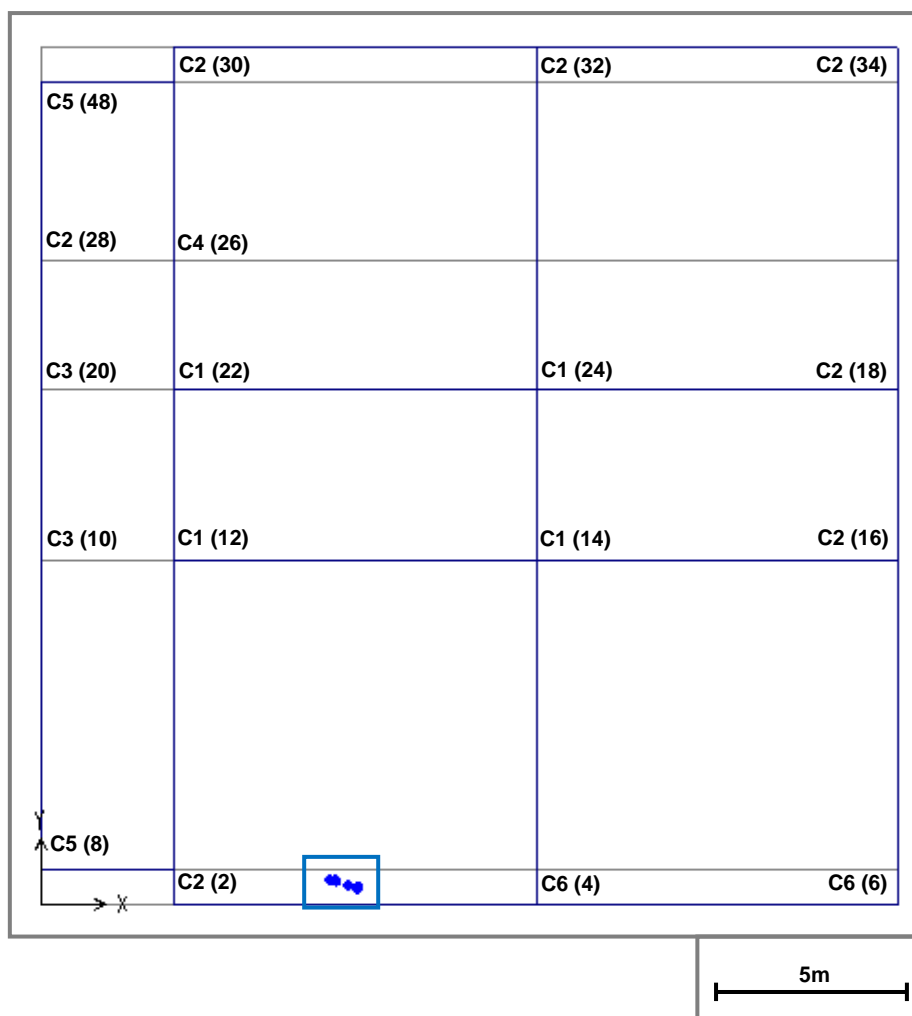 C2 (30) C2 (32) C2 (34)
C5 (48)
C2 (28) C4 (26)
C3 (20) C1 (22) C1 (24) C2 (18)
C3 (10) C1 (12) C1 (14) C2 (16)
Y
C5 (8)
C2 (2) C6 (4) C6 (6)
X
5m